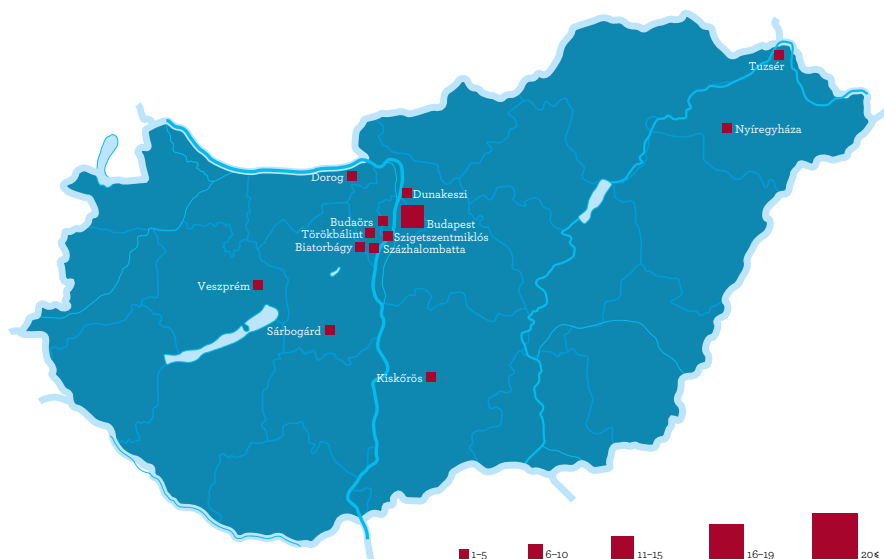 Tuzsér
Nyíregyháza
Dorog
Dunakeszi
Budaörs
Budapest
Törökbálint
Szigetszentmiklós
Biatorbágy
Százhalombatta
Veszprém
Sárbogárd
Kiskőrös
1–5
6–10
11–15
16–19
20≤